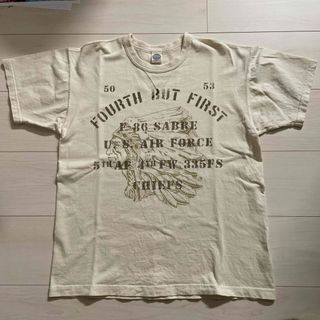 50 53
FOURTH BUT FIRST
F-86 SABRE
U.S. AIR FORCE
5TH AF 4TH FW 335FS
CHIEFS